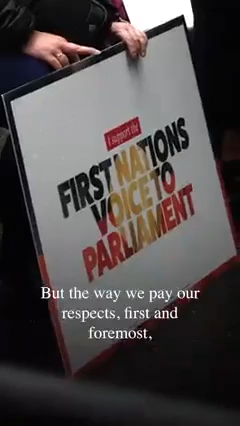 I support the
FIRST NATIONS
VOICE TO
PARLIAMENT
But the way we pay our
respects, first and
foremost,